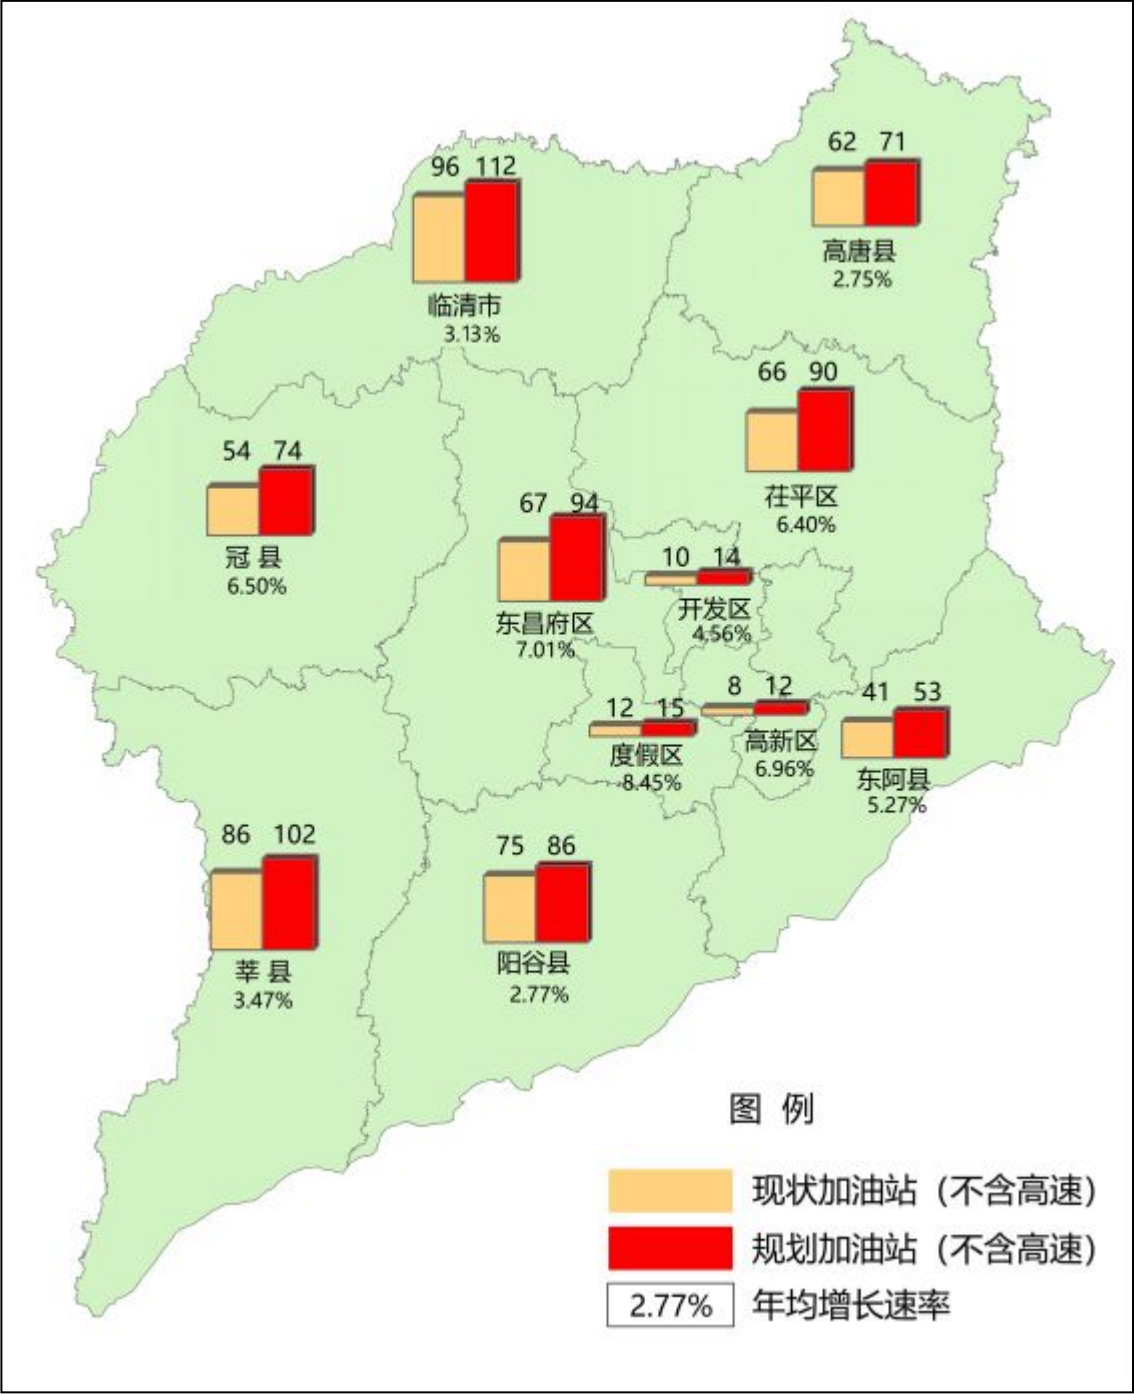 62 71
高唐县
2.75%
96 112
临清市
3.13%
66 90
茌平区
6.40%
54 74
冠 县
6.50%
67 94
东昌府区
7.01%
10 14
开发区
4.56%
8 12
高新区
6.96%
12 15
度假区
8.45%
41 53
东阿县
5.27%
86 102
莘 县
3.47%
75 86
阳谷县
2.77%
图 例
现状加油站（不含高速）
规划加油站（不含高速）
2.77% 年均增长速率